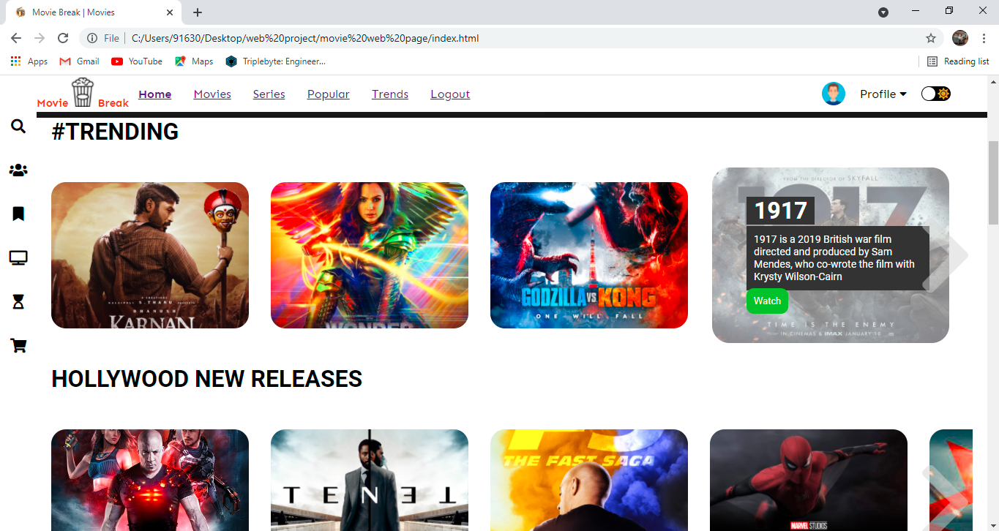 Movie Break | Movies
File
C:/Users/91630/Desktop/web%20project/movie%20web%20page/index.html
Apps
Gmail
YouTube
Maps
Triplebyte: Engineer...
Reading list
Movie Break
Home
Movies
Series
Popular
Trends
Logout
Profile
#TRENDING
S. THANU
DHANUSH
KARNAN
WONDER
GODZILLA VS. KONG
ONE WILL FALL
FROM THE DIRECTOR OF SKYFALL
1917
1917
1917 is a 2019 British war film
directed and produced by Sam
Mendes, who co-wrote the film with
Krysty Wilson-Cairn
Watch
TIME IS THE ENEMY
IN CINEMAS & IMAX JANUARY 10
HOLLYWOOD NEW RELEASES
TENET
THE FAST SAGA
MARVEL STUDIOS